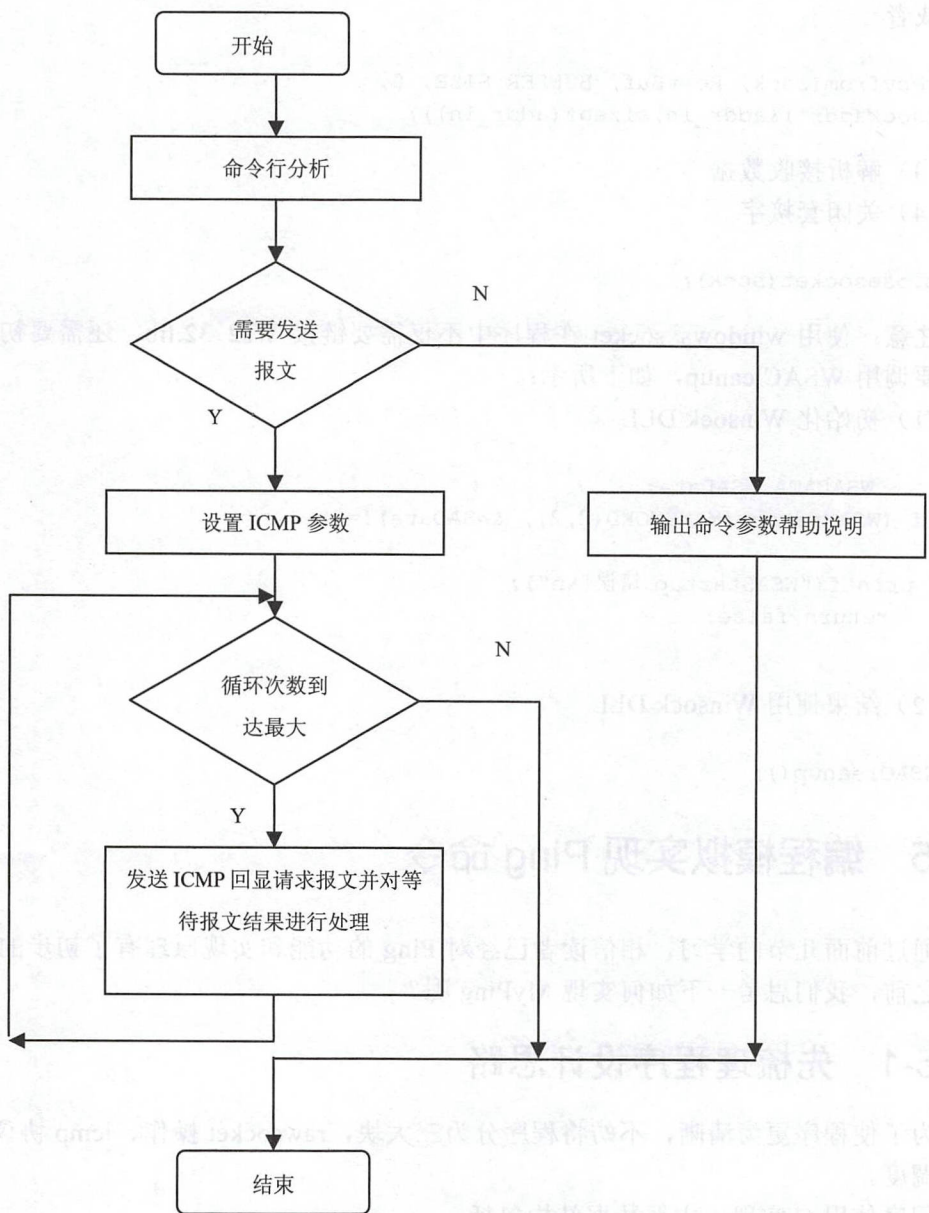 开始
命令行分析
N
需要发送
报文
Y
设置 ICMP 参数
输出命令参数帮助说明
N
循环次数到
达最大
Y
发送 ICMP 回显请求报文并对等
待报文结果进行处理
结束